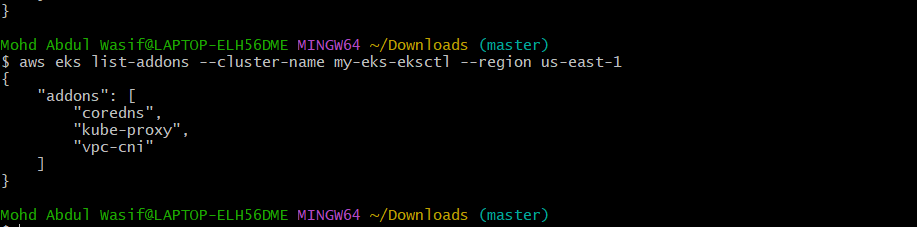 }
Mohd Abdul Wasif@LAPTOP-ELH56DME MINGW64 ~/Downloads (master)
$ aws eks list-addons --cluster-name my-eks-eksctl --region us-east-1
{
    "addons": [
        "coredns",
        "kube-proxy",
        "vpc-cni"
    ]
}
Mohd Abdul Wasif@LAPTOP-ELH56DME MINGW64 ~/Downloads (master)
$